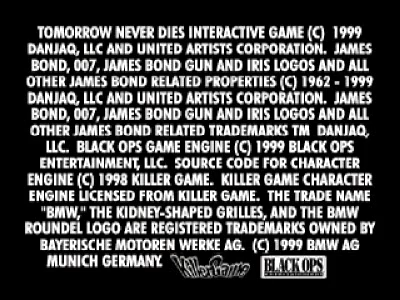 TOMORROW NEVER DIES INTERACTIVE GAME (C) 1999
DANJAQ, LLC AND UNITED ARTISTS CORPORATION. JAMES
BOND, 007, JAMES BOND GUN AND IRIS LOGOS AND ALL
OTHER JAMES BOND RELATED PROPERTIES (C) 1962 - 1999
DANJAQ, LLC AND UNITED ARTISTS CORPORATION. JAMES
BOND, 007, JAMES BOND GUN AND IRIS LOGOS AND ALL
OTHER JAMES BOND RELATED TRADEMARKS TM DANJAQ,
LLC. BLACK OPS GAME ENGINE (C) 1999 BLACK OPS
ENTERTAINMENT, LLC. SOURCE CODE FOR CHARACTER
ENGINE (C) 1998 KILLER GAME. KILLER GAME CHARACTER
ENGINE LICENSED FROM KILLER GAME. THE TRADE NAME
"BMW," THE KIDNEY-SHAPED GRILLES, AND THE BMW
ROUNDEL LOGO ARE REGISTERED TRADEMARKS OWNED BY
BAYERISCHE MOTOREN WERKE AG. (C) 1999 BMW AG
MUNICH GERMANY. Killer Game BLACK OPS